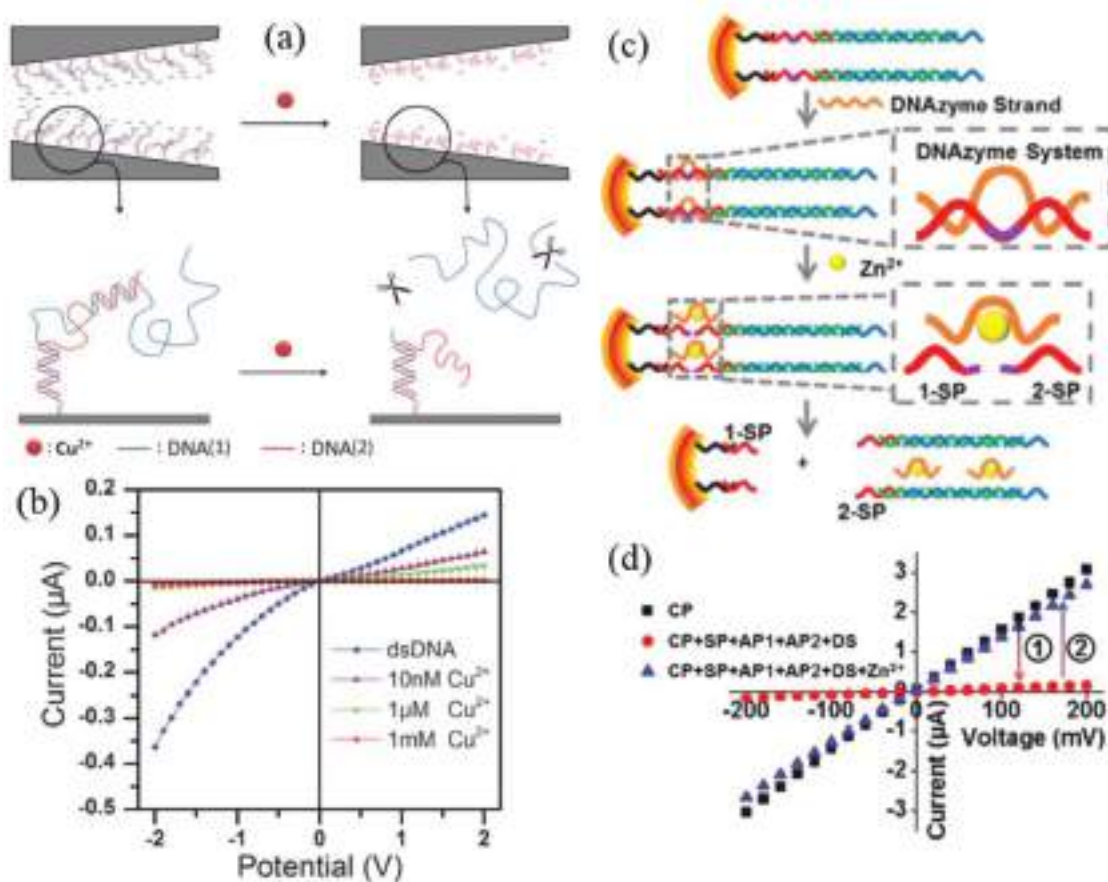 (a)
: Cu²⁺ — : DNA(1) — : DNA(2)
(b)
Current (µA)
0.2
0.1
0.0
-0.1
-0.2
-0.3
-0.4
-0.5
dsDNA
10nM Cu²⁺
1µM Cu²⁺
1mM Cu²⁺
-2 -1 0 1 2
Potential (V)
(c)
DNAzyme Strand
DNAzyme System
Zn²⁺
1-SP 2-SP
1-SP
+
2-SP
(d)
CP
CP+SP+AP1+AP2+DS
CP+SP+AP1+AP2+DS+Zn²⁺
3
2
1
0
-1
-2
-3
① ②
-200 -100 0 100 200
Voltage (mV)
Current (µA)